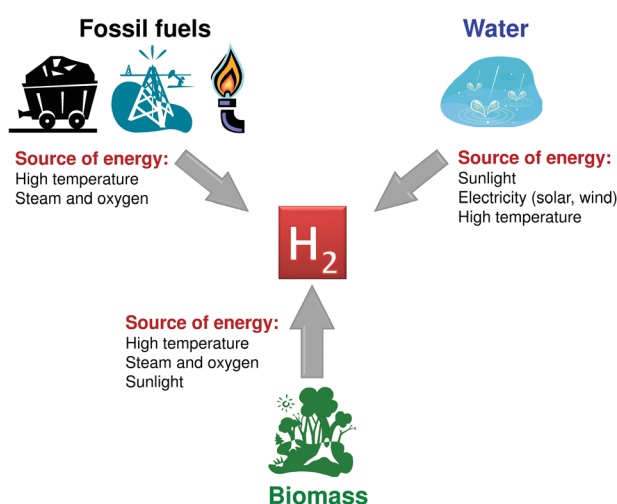 Fossil fuels
Water
Source of energy:
High temperature
Steam and oxygen
Source of energy:
Sunlight
Electricity (solar, wind)
High temperature
H2
Source of energy:
High temperature
Steam and oxygen
Sunlight
Biomass